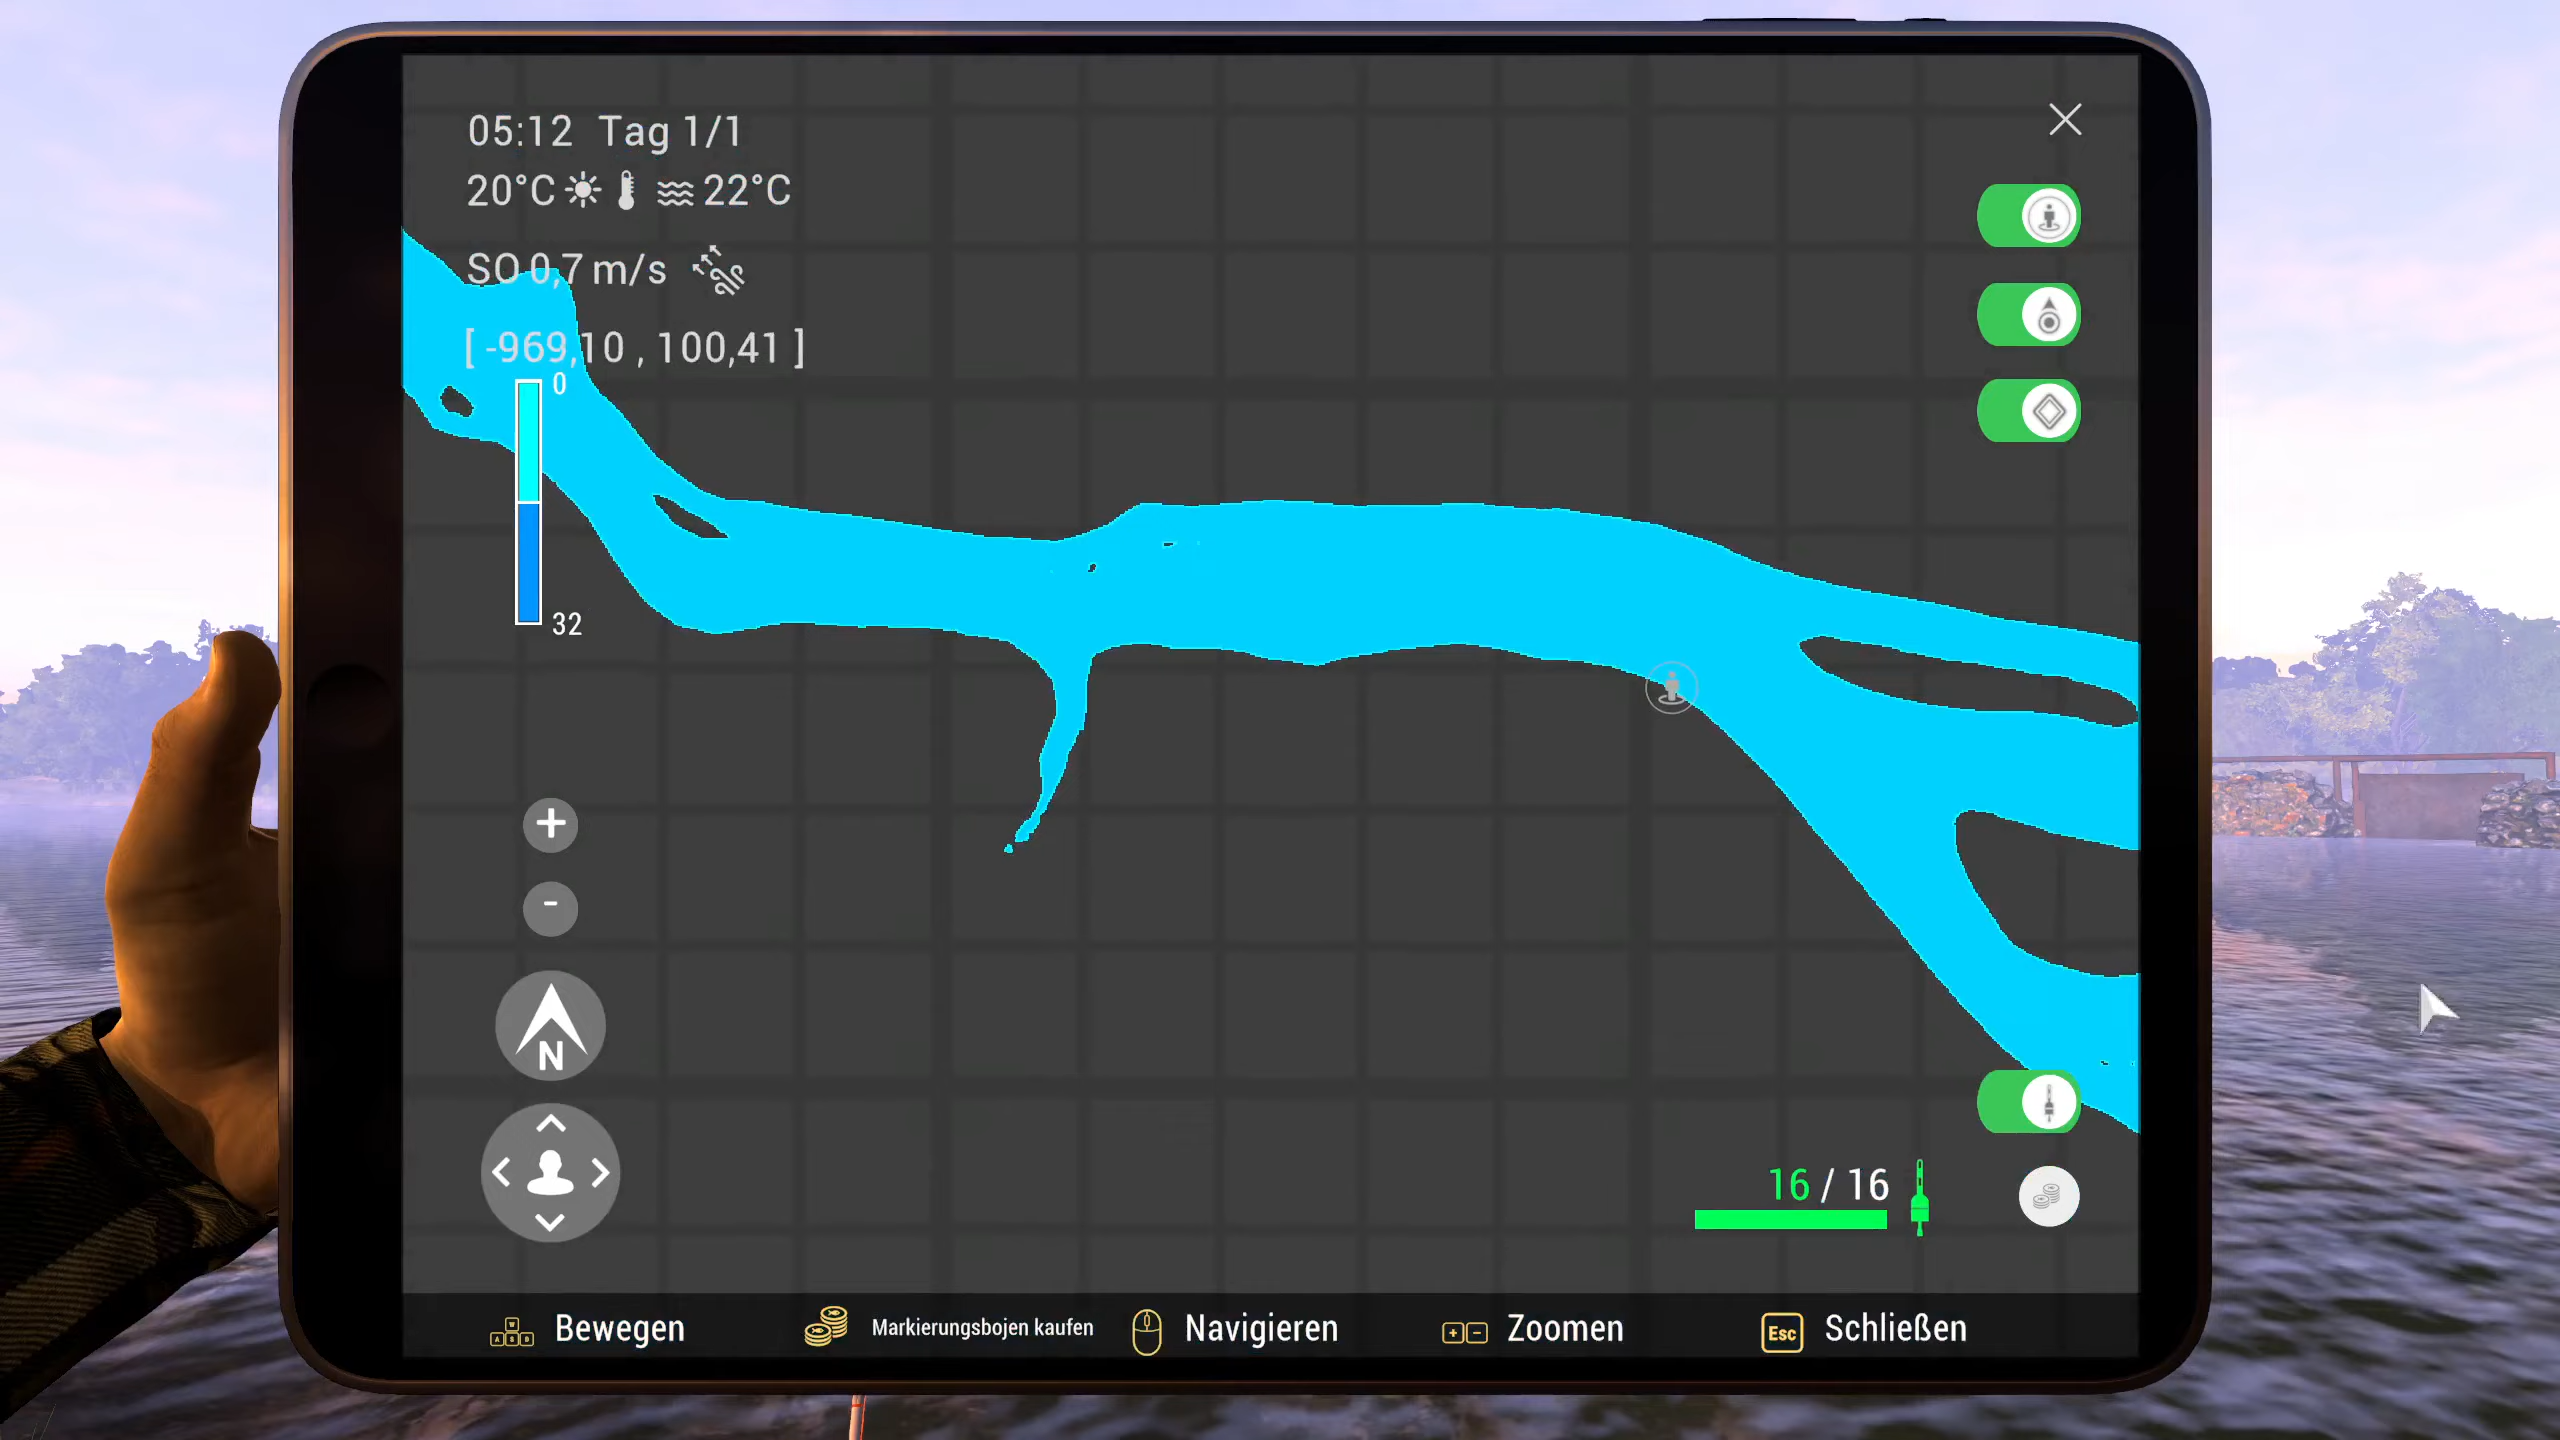 05:12 Tag 1/1
20°C 22°C
SO 0,7 m/s
[ -969,10 , 100,41 ]
0
32
+
-
N
16 / 16
W
A S D
Bewegen
Markierungsbojen kaufen
Navigieren
+ - Zoomen
Esc Schließen